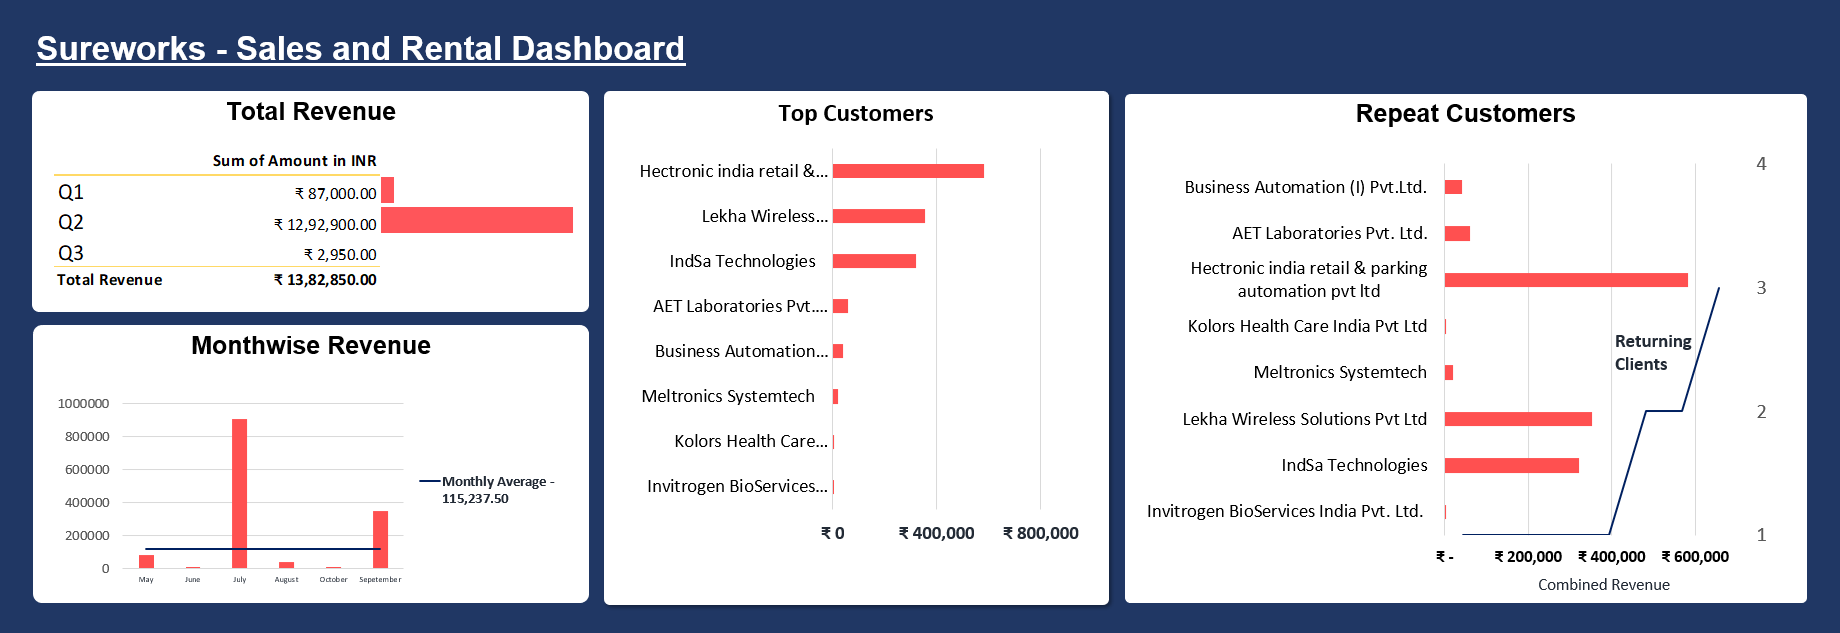 Sureworks - Sales and Rental Dashboard
Total Revenue
Sum of Amount in INR
Q1 ₹ 87,000.00
Q2 ₹ 12,92,900.00
Q3 ₹ 2,950.00
Total Revenue ₹ 13,82,850.00
Monthwise Revenue
1000000
800000
600000
400000
200000
0
May June July August October Sepetember
Monthly Average -
115,237.50
Top Customers
Hectronic india retail &...
Lekha Wireless...
IndSa Technologies
AET Laboratories Pvt....
Business Automation...
Meltronics Systemtech
Kolors Health Care...
Invitrogen BioServices...
₹ 0 ₹ 400,000 ₹ 800,000
Repeat Customers
Business Automation (I) Pvt.Ltd.
AET Laboratories Pvt. Ltd.
Hectronic india retail & parking
automation pvt ltd
Kolors Health Care India Pvt Ltd
Meltronics Systemtech
Lekha Wireless Solutions Pvt Ltd
IndSa Technologies
Invitrogen BioServices India Pvt. Ltd.
Returning
Clients
4
3
2
1
₹ - ₹ 200,000 ₹ 400,000 ₹ 600,000
Combined Revenue